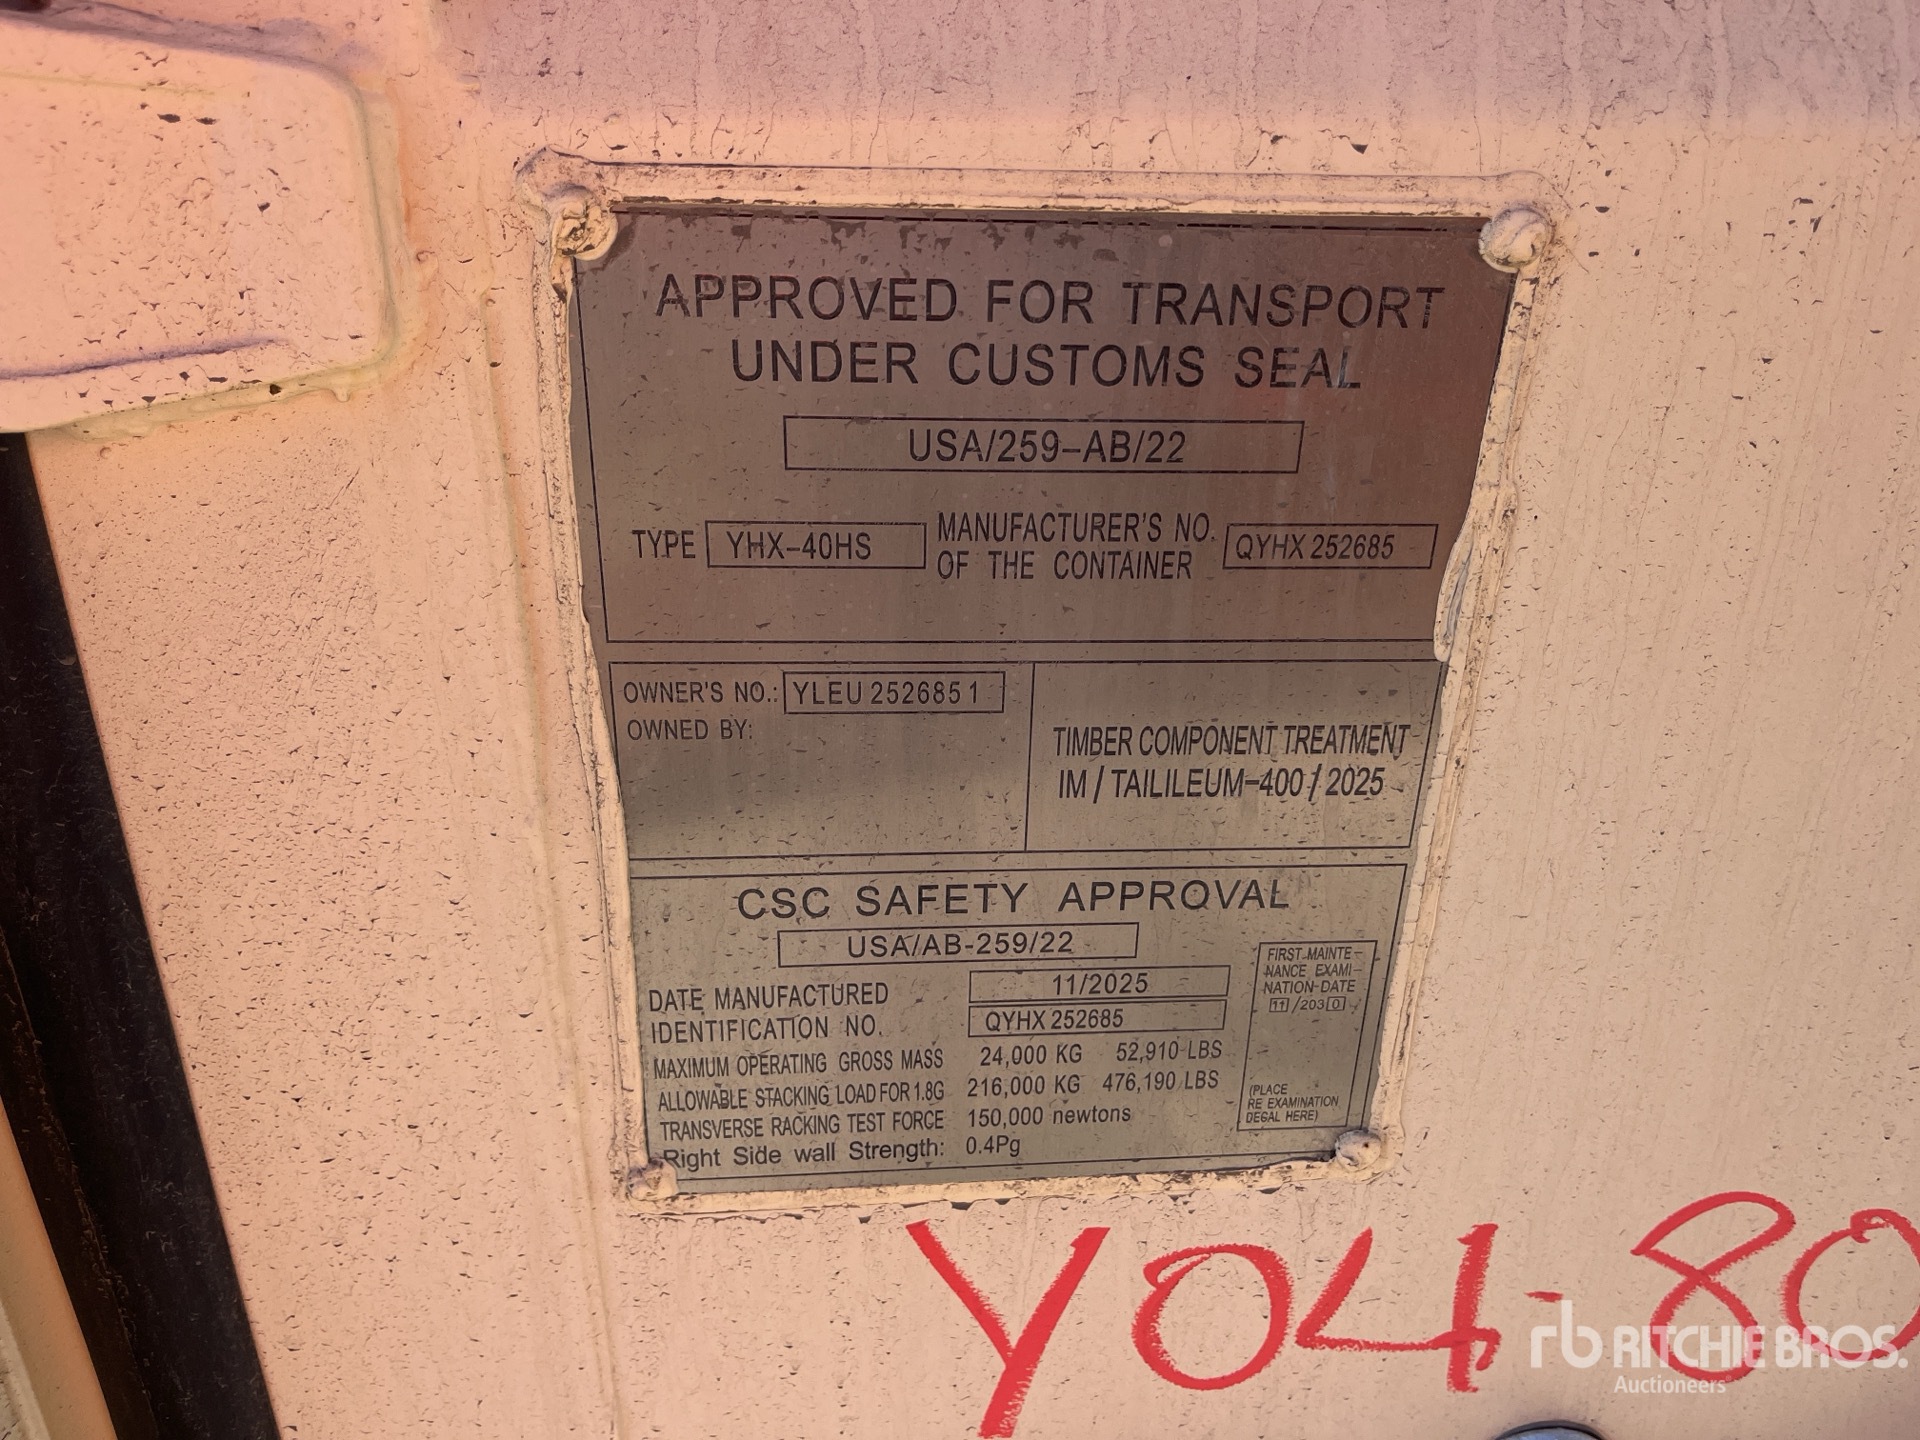 APPROVED FOR TRANSPORT
UNDER CUSTOMS SEAL
USA/259-AB/22
TYPE YHX-40HS MANUFACTURER'S NO. OF THE CONTAINER QYHX 252685
OWNER'S NO.: YLEU 252685 1
OWNED BY:
TIMBER COMPONENT TREATMENT
IM / TAILILEUM-400 / 2025
CSC SAFETY APPROVAL
USA/AB-259/22
DATE MANUFACTURED 11/2025
IDENTIFICATION NO. QYHX 252685
MAXIMUM OPERATING GROSS MASS 24,000 KG 52,910 LBS
ALLOWABLE STACKING LOAD FOR 1.8G 216,000 KG 476,190 LBS
TRANSVERSE RACKING TEST FORCE 150,000 newtons
Right Side wall Strength: 0.4Pg
FIRST MAINTE-
NANCE EXAMI-
NATION-DATE
11/2030
(PLACE
RE EXAMINATION
DEGAL HERE)
Y04-80
rb RITCHIE BROS.
Auctioneers